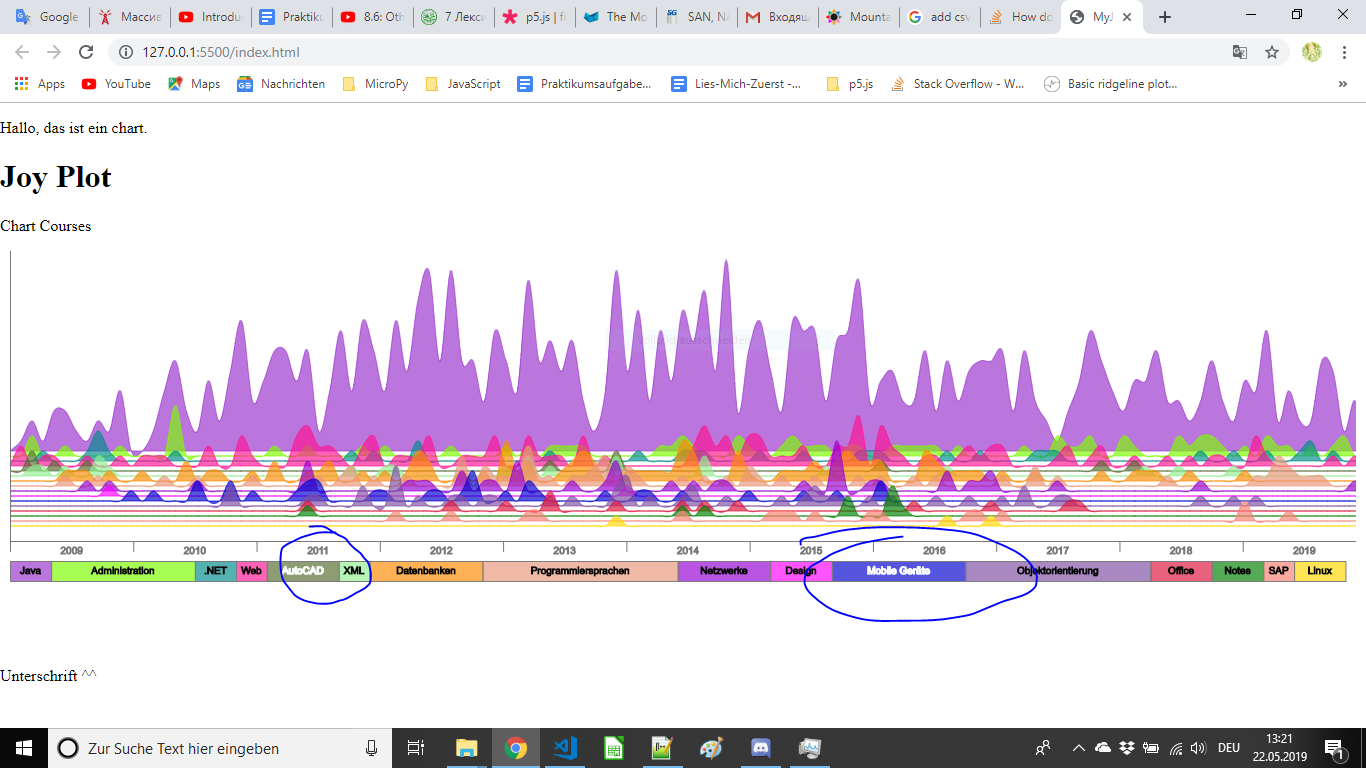 Google
Массив
Introdu
Praktiku
8.6: Oth
7 Лекси
p5.js | fi
The Mo
SAN, NA
Входящ
Mounta
add csv
How do
MyJ
127.0.0.1:5500/index.html
Apps
YouTube
Maps
Nachrichten
MicroPy
JavaScript
Praktikumsaufgabe...
Lies-Mich-Zuerst -...
p5.js
Stack Overflow - W...
Basic ridgeline plot...
»
Hallo, das ist ein chart.
Joy Plot
Chart Courses
2009 2010 2011 2012 2013 2014 2015 2016 2017 2018 2019
Java Administration .NET Web AutoCAD XML Datenbanken Programmiersprachen Netzwerke Design Mobile Geräte Objektorientierung Office Notes SAP Linux
Unterschrift ^^
Zur Suche Text hier eingeben
DEU
13:21
22.05.2019
1